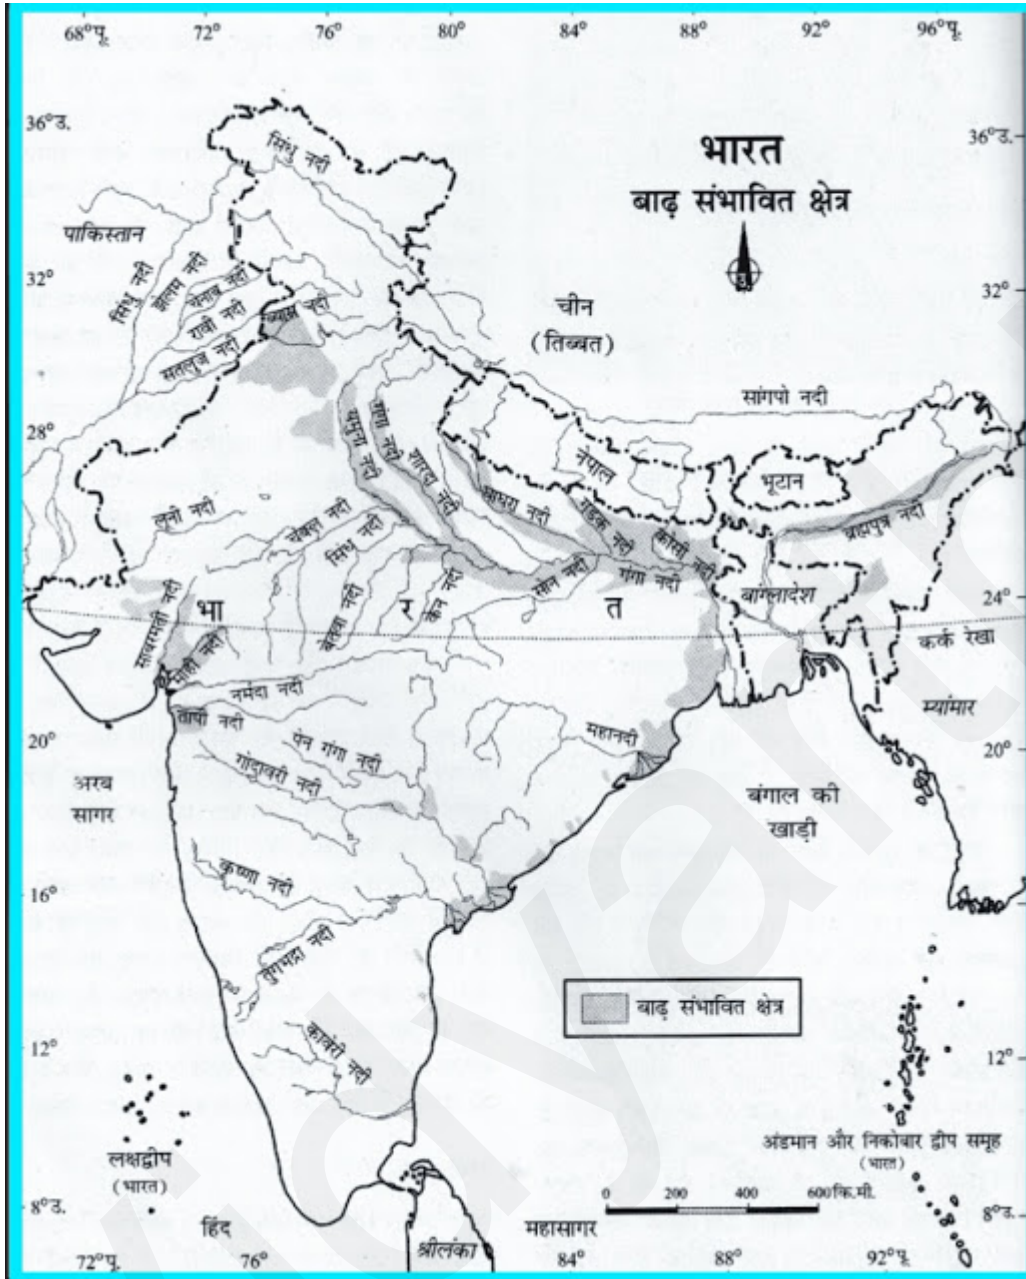 68°पू. 72° 76° 80° 84° 88° 92° 96°पू.
36°उ. 36°उ.
भारत
बाढ़ संभावित क्षेत्र
सिंधु नदी
पाकिस्तान
सिंधु नदी
झेलम नदी
चेनाब नदी
रावी नदी
सतलुज नदी
ब्यास नदी
32° 32°
चीन
(तिब्बत)
सांगपो नदी
28° 28°
यमुना नदी
गंगा नदी
शारदा नदी
नेपाल
भूटान
घाघरा नदी
गंडक नदी
कोसी नदी
ब्रह्मपुत्र नदी
लूनी नदी
चंबल नदी
सिंध नदी
बेतवा नदी
केन नदी
सोन नदी
गंगा नदी
बांग्लादेश
24° 24°
भा र त
साबरमती नदी
माही नदी
कर्क रेखा
नर्मदा नदी
तापी नदी
म्यांमार
20° 20°
महानदी
पेन गंगा नदी
गोदावरी नदी
अरब
सागर
बंगाल की
खाड़ी
कृष्णा नदी
16° 16°
तुंगभद्रा नदी
बाढ़ संभावित क्षेत्र
कावेरी नदी
12° 12°
लक्षद्वीप
(भारत)
अंडमान और निकोबार द्वीप समूह
(भारत)
0 200 400 600कि.मी.
8°उ. 8°उ.
हिंद महासागर
श्रीलंका
72°पू. 76° 84° 88° 92°पू.